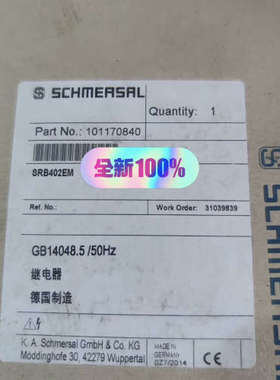 SCHMERSAL
Quantity: 1
Part No.: 101170840
SRB402EM
全新100%
Ref. No.:
Work Order: 31039839
GB14048.5 /50Hz
继电器
德国制造
K. A. Schmersal GmbH & Co. KG
Möddinghofe 30, 42279 Wuppertal
MADE IN
GERMANY
027/2014
CE
SCHMERSAL